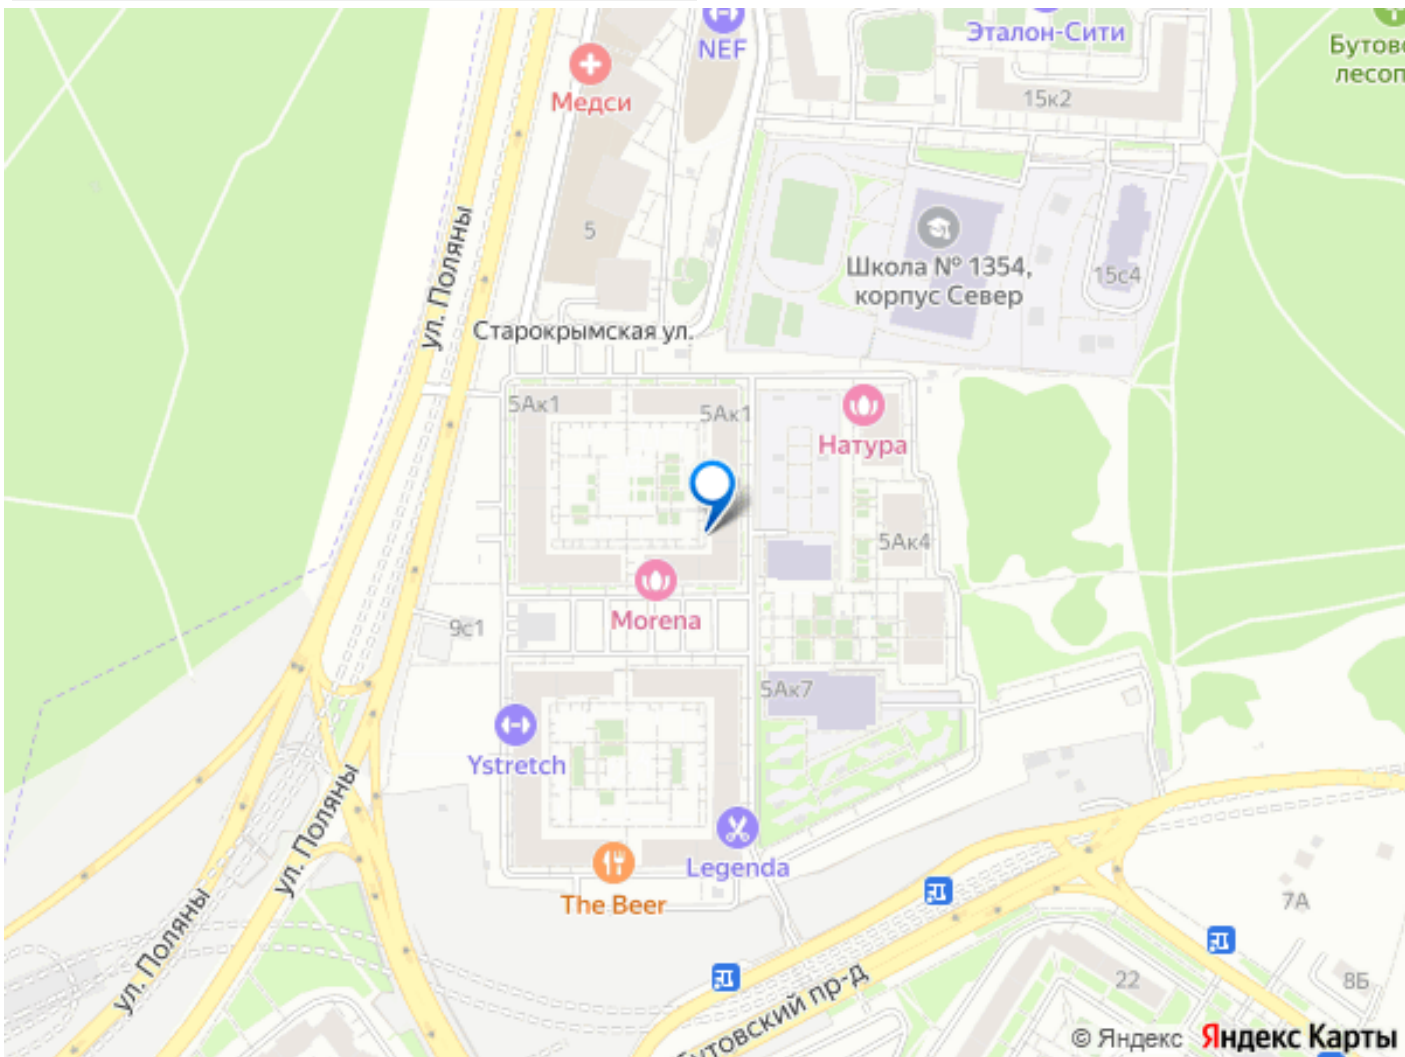 NEF
Эталон-Сити
Бутово
лесоп
Медси
15к2
5
ул. Поляны
Школа № 1354,
корпус Север
15с4
Старокрымская ул.
5Ак1
5Ак1
Натура
5Ак4
Morena
9с1
5Ак7
Ystretch
ул. Поляны
Legenda
The Beer
ул. Поляны
7А
22
8Б
Бутовский пр-д
© Яндекс Яндекс Карты